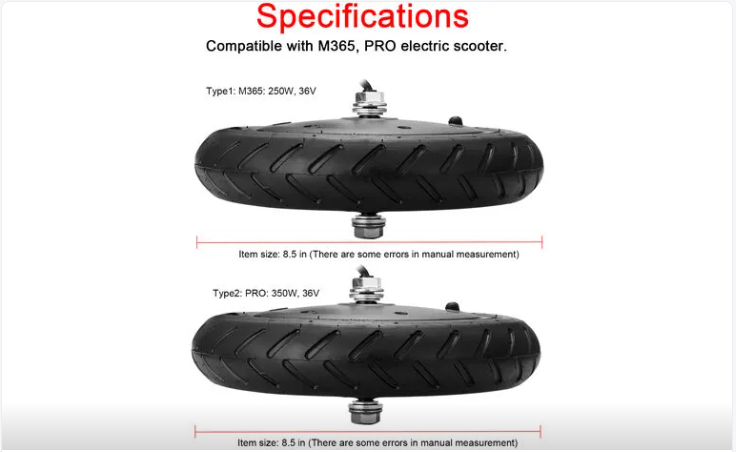 Specifications
Compatible with M365, PRO electric scooter.
Type1: M365: 250W, 36V
Item size: 8.5 in (There are some errors in manual measurement)
Type2: PRO: 350W, 36V
Item size: 8.5 in (There are some errors in manual measurement)